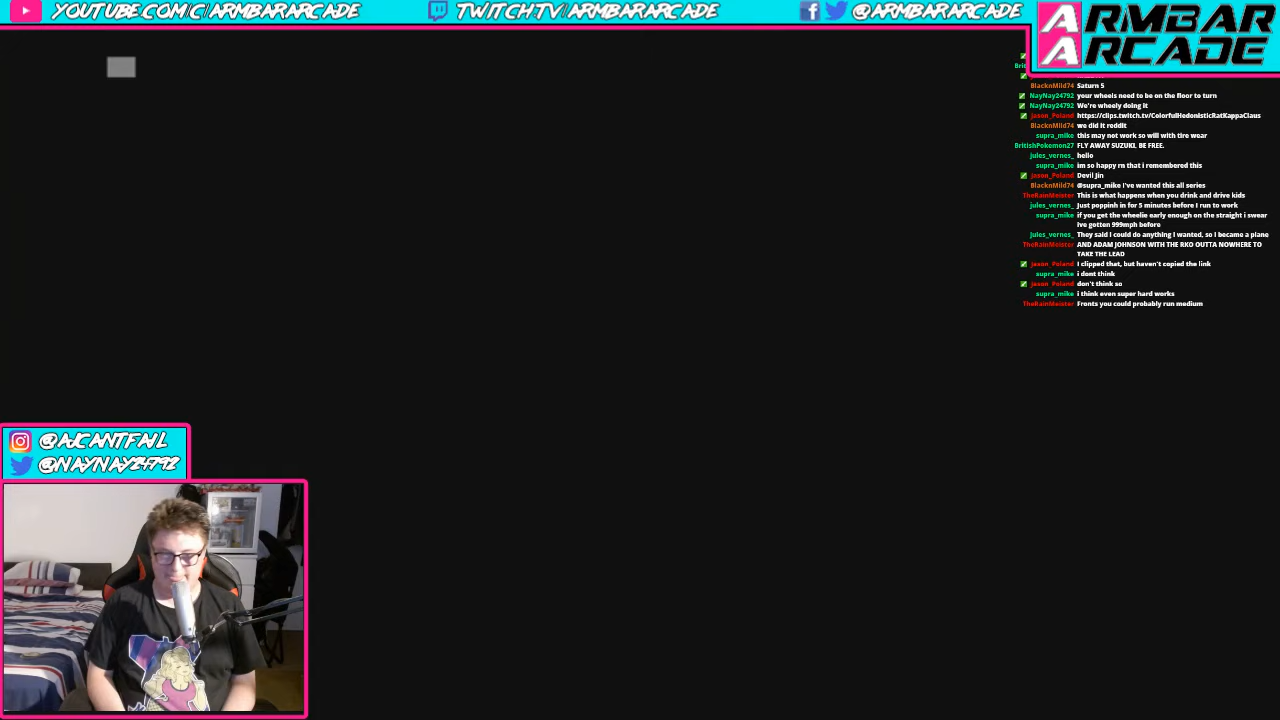 YOUTUBE.COM/C/ARMBARARCADE
TWITCH.TV/ARMBARARCADE
@ARMBARARCADE
ARMBAR
ARCADE
BlacknMild74 Saturn 5
NayNay24792 your wheels need to be on the floor to turn
NayNay24792 We're wheely doing it
Jason_Poland https://clips.twitch.tv/ColorfulHedonisticRatKappaClaus
BlacknMild74 we did it reddit
supra_mike this may not work so will with tire wear
BritishPokemon27 FLY AWAY SUZUKI, BE FREE.
jules_vernes_ hello
supra_mike im so happy rn that i remembered this
Jason_Poland Devil Jin
BlacknMild74 @supra_mike I've wanted this all series
TheRainMeister This is what happens when you drink and drive kids
jules_vernes_ Just poppinh in for 5 minutes before I run to work
supra_mike if you get the wheelie early enough on the straight i swear
ive gotten 999mph before
jules_vernes_ They said I could do anything I wanted, so I became a plane
TheRainMeister AND ADAM JOHNSON WITH THE RKO OUTTA NOWHERE TO
TAKE THE LEAD
Jason_Poland I clipped that, but haven't copied the link
supra_mike i dont think
Jason_Poland don't think so
supra_mike i think even super hard works
TheRainMeister Fronts you could probably run medium
@AJCANTFAIL
@NAYNAY24792